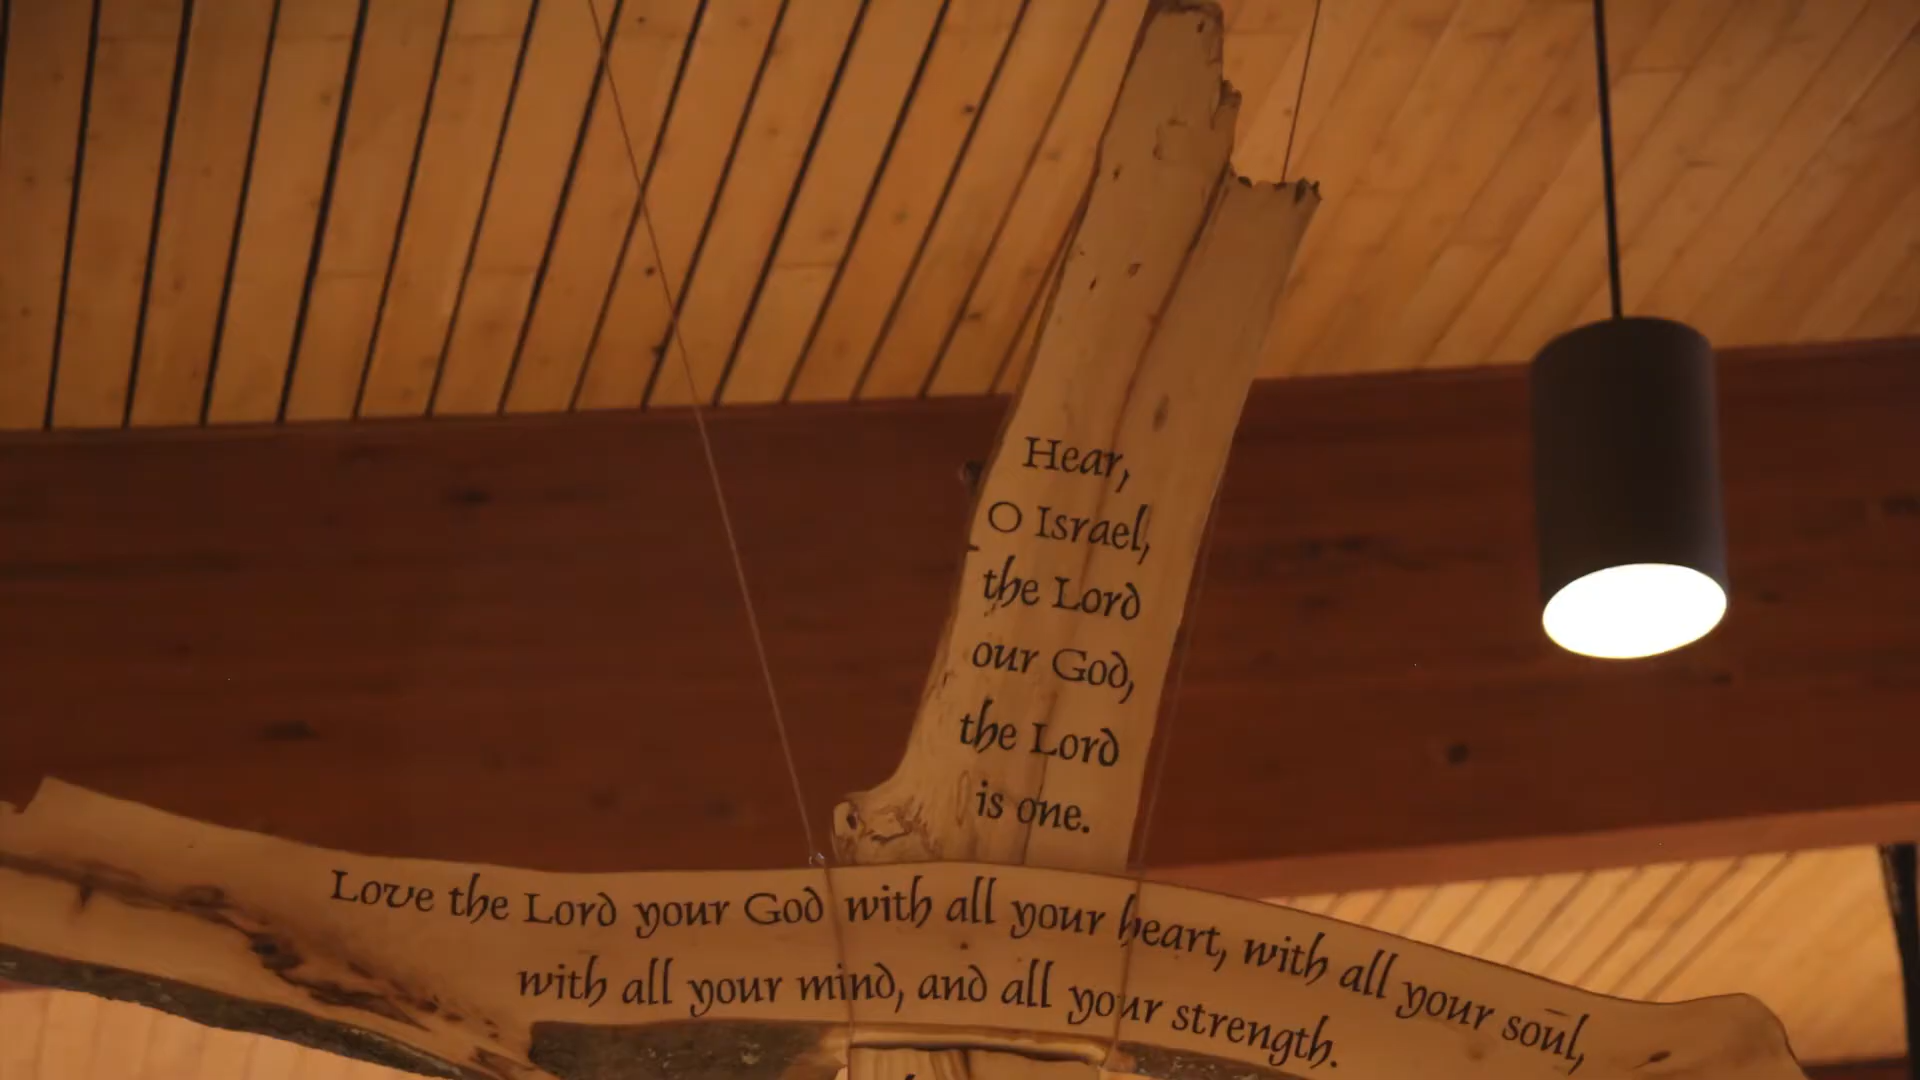 Hear,
O Israel,
the Lord
our God,
the Lord
is one.
Love the Lord your God with all your heart, with all your soul,
with all your mind, and all your strength.